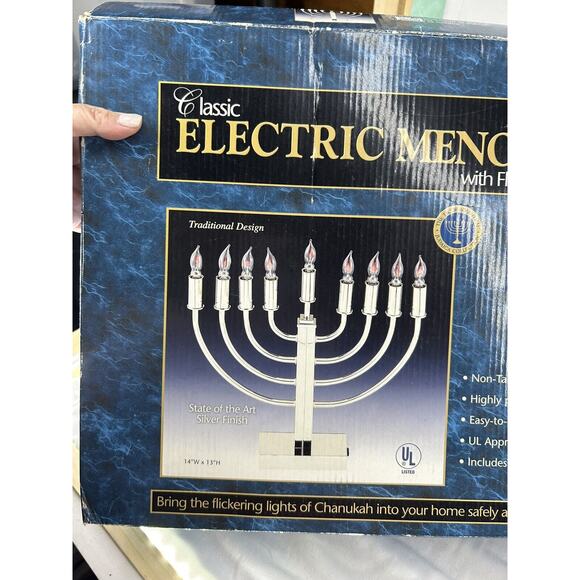 Classic
ELECTRIC MENO
with Fl
Traditional Design
State of the Art
Silver Finish
14"W x 13"H
UL
LISTED
• Non-Ta
• Highly p
• Easy-to-
• UL Appr
• Includes
Bring the flickering lights of Chanukah into your home safely a